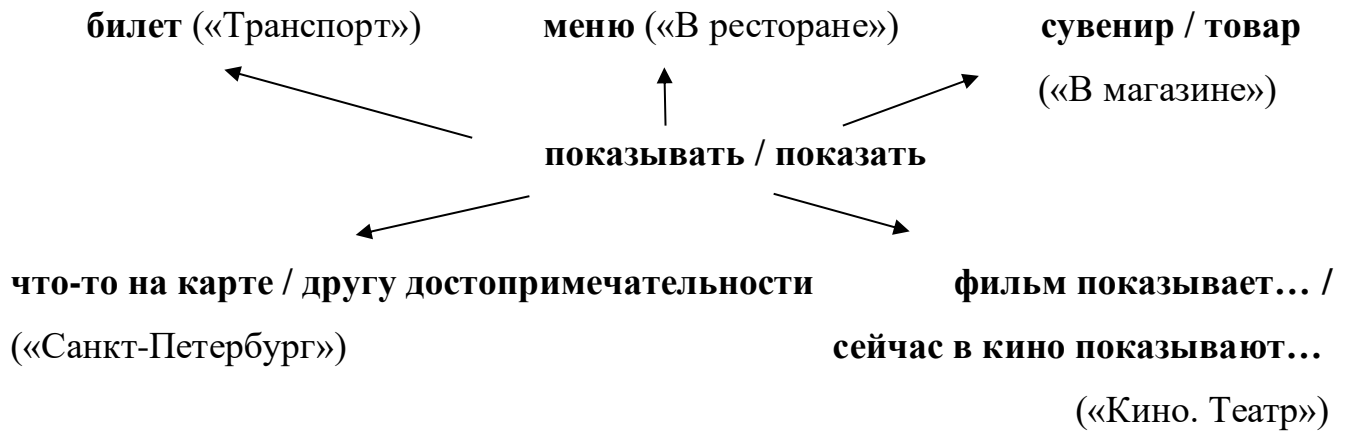 билет («Транспорт») меню («В ресторане») сувенир / товар
(«В магазине»)
показывать / показать
что-то на карте / другу достопримечательности фильм показывает… /
(«Санкт-Петербург») сейчас в кино показывают…
(«Кино. Театр»)